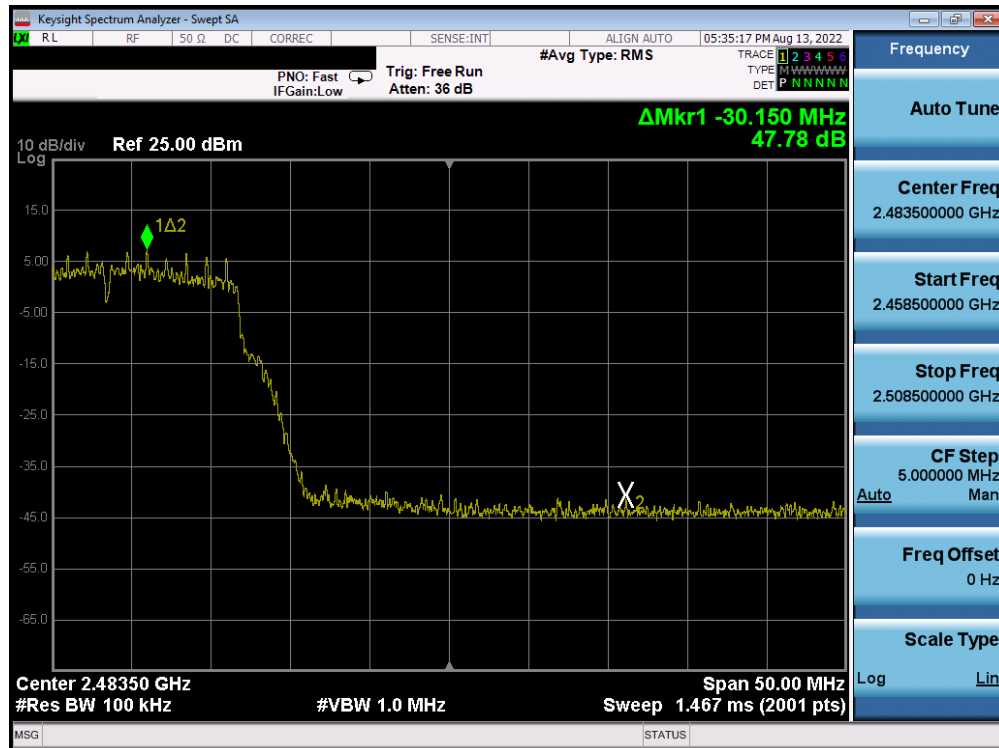 Keysight Spectrum Analyzer - Swept SA
LXI RL RF 50 Ω DC CORREC SENSE:INT ALIGN AUTO 05:35:17 PM Aug 13, 2022
#Avg Type: RMS
TRACE 1 2 3 4 5 6
TYPE M W W W W W
DET P N N N N N
PNO: Fast
IFGain:Low
Trig: Free Run
Atten: 36 dB
ΔMkr1 -30.150 MHz
47.78 dB
10 dB/div Ref 25.00 dBm
Log
15.0
5.00
-5.00
-15.0
-25.0
-35.0
-45.0
-55.0
-65.0
1Δ2
X2
Center 2.48350 GHz Span 50.00 MHz
#Res BW 100 kHz #VBW 1.0 MHz Sweep 1.467 ms (2001 pts)
MSG STATUS
Frequency
Auto Tune
Center Freq
2.483500000 GHz
Start Freq
2.458500000 GHz
Stop Freq
2.508500000 GHz
CF Step
5.000000 MHz
Auto Man
Freq Offset
0 Hz
Scale Type
Log Lin